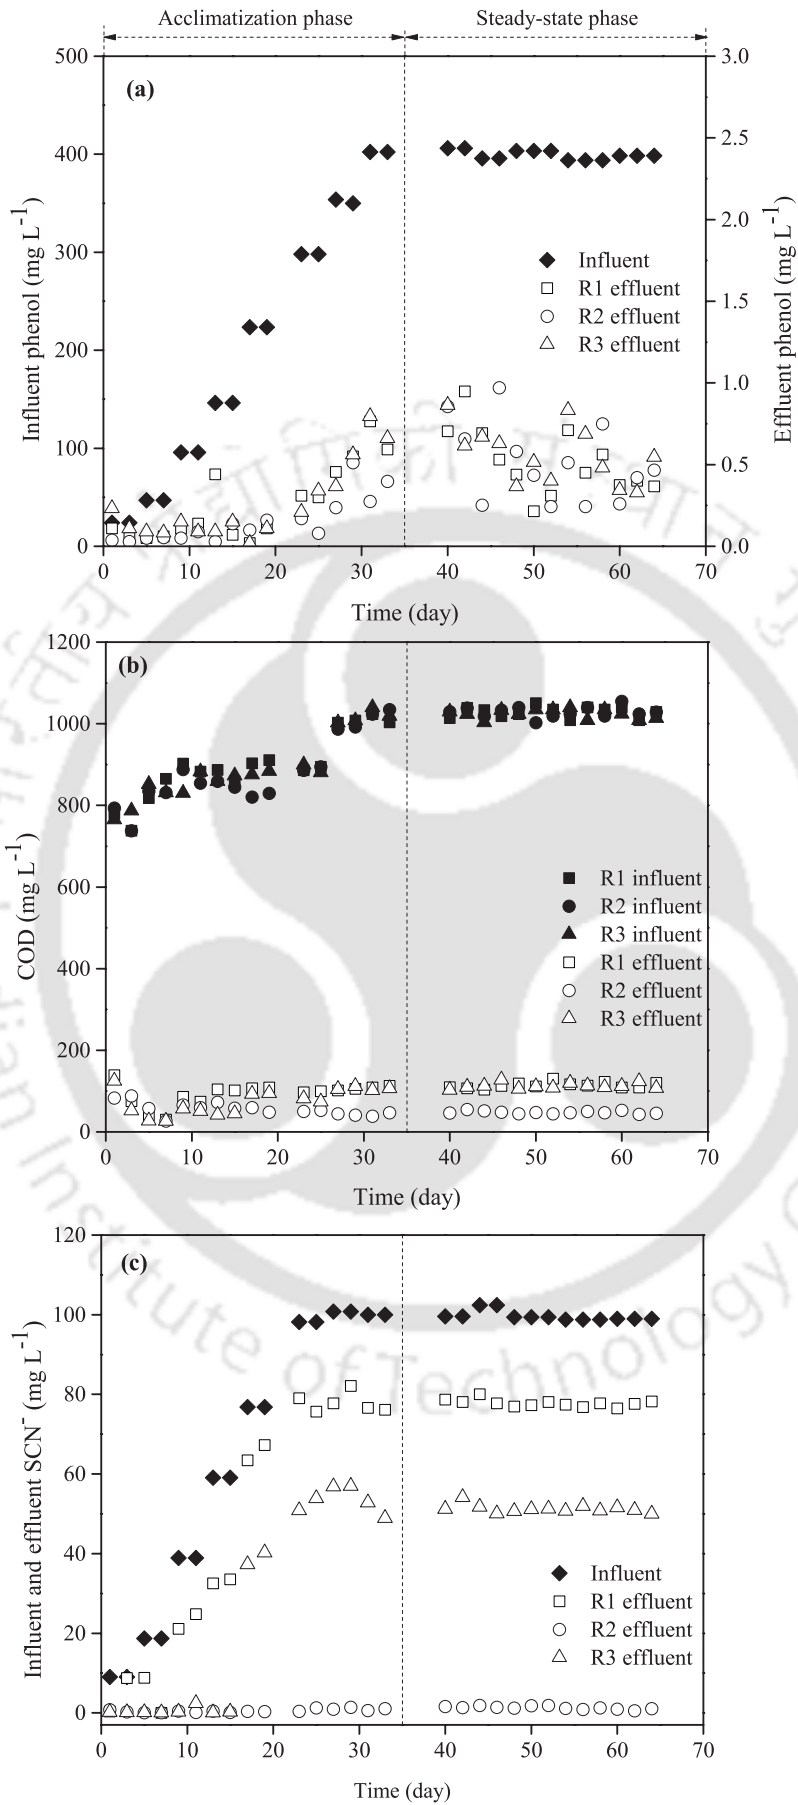 Acclimatization phase Steady-state phase
500 3.0
(a)
400 2.5
2.0
300
Influent
R1 effluent
R2 effluent
R3 effluent
1.5
200
1.0
100
0.5
0 0.0
Influent phenol (mg L-1)
Effluent phenol (mg L-1)
0 10 20 30 40 50 60 70
Time (day)
1200
(b)
1000
800
600
400
200
0
COD (mg L-1)
R1 influent
R2 influent
R3 influent
R1 effluent
R2 effluent
R3 effluent
0 10 20 30 40 50 60 70
Time (day)
120
(c)
100
80
60
40
20
0
Influent and effluent SCN- (mg L-1)
Influent
R1 effluent
R2 effluent
R3 effluent
0 10 20 30 40 50 60 70
Time (day)
Institute of Technology